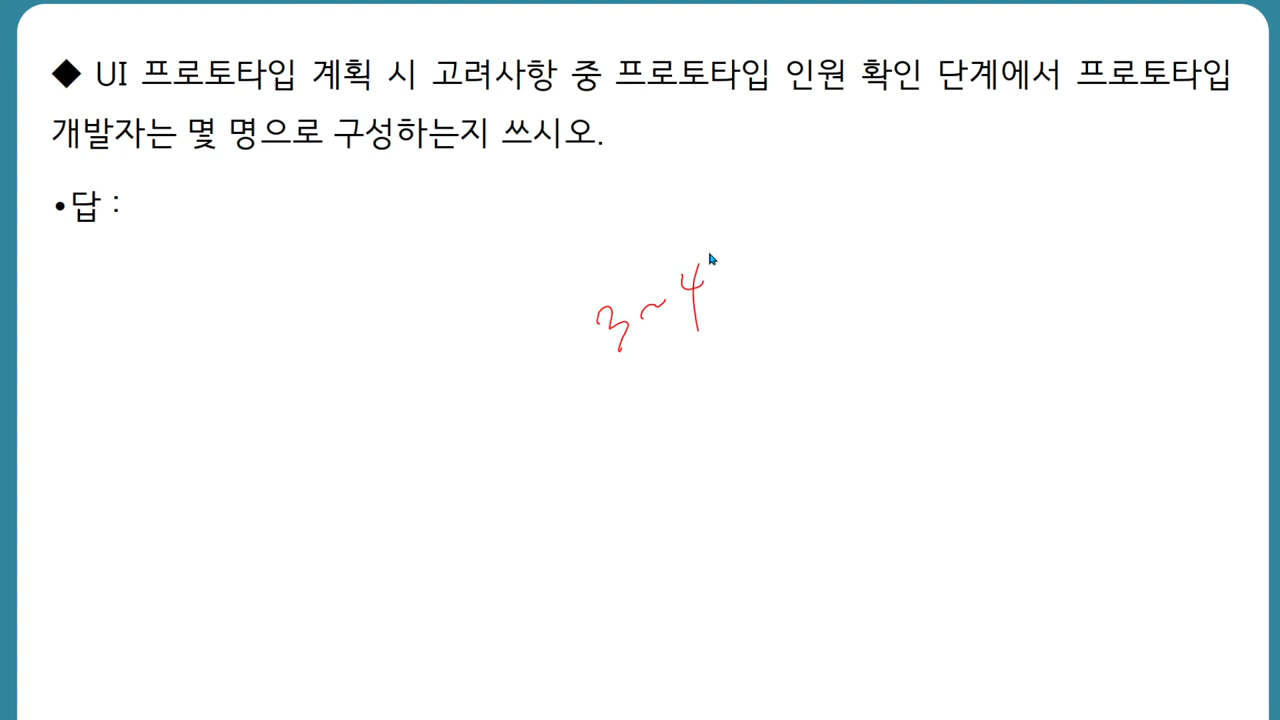 ◆ UI 프로토타입 계획 시 고려사항 중 프로토타입 인원 확인 단계에서 프로토타입
개발자는 몇 명으로 구성하는지 쓰시오.
•답 :
3~4